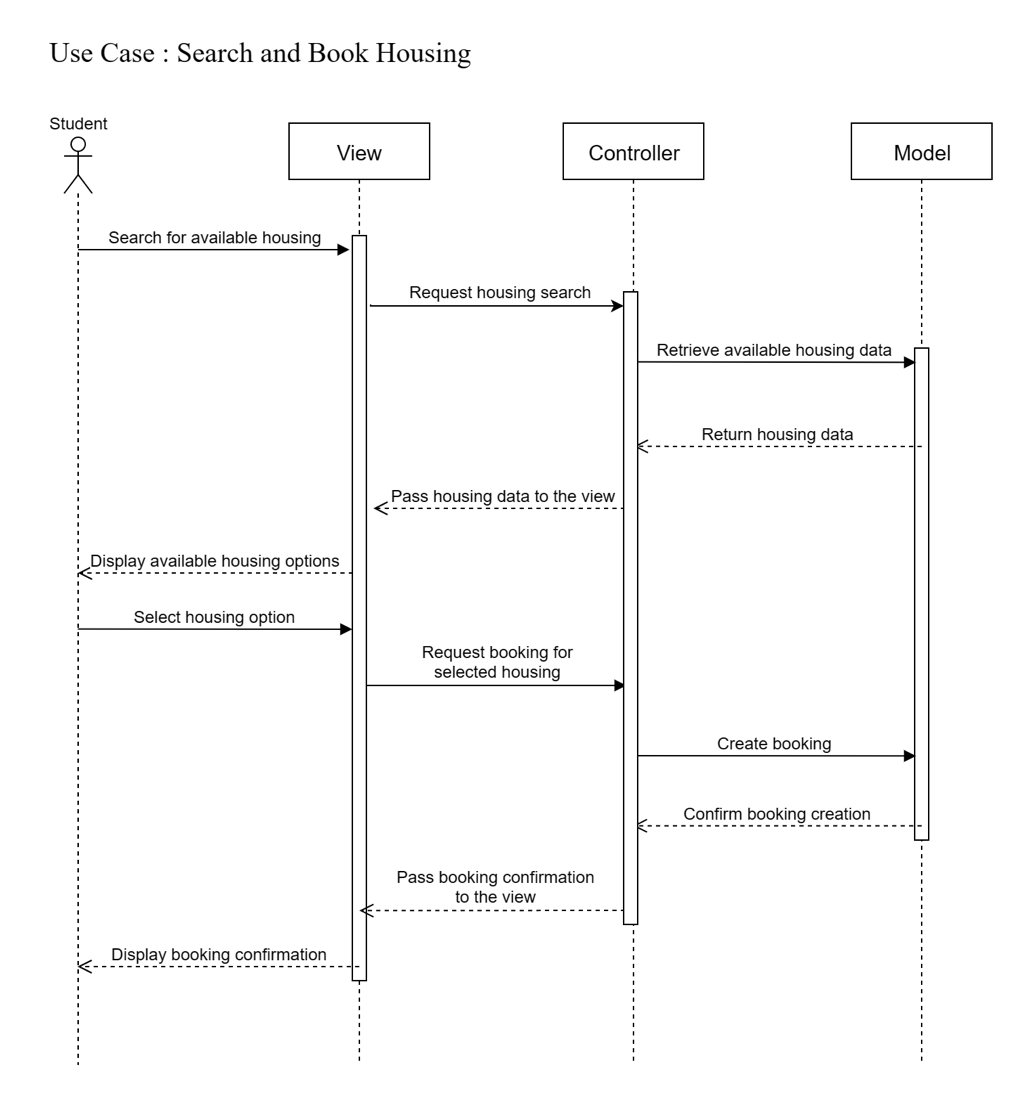 Use Case : Search and Book Housing
Student
View
Controller
Model
Search for available housing
Request housing search
Retrieve available housing data
Return housing data
Pass housing data to the view
Display available housing options
Select housing option
Request booking for
selected housing
Create booking
Confirm booking creation
Pass booking confirmation
to the view
Display booking confirmation